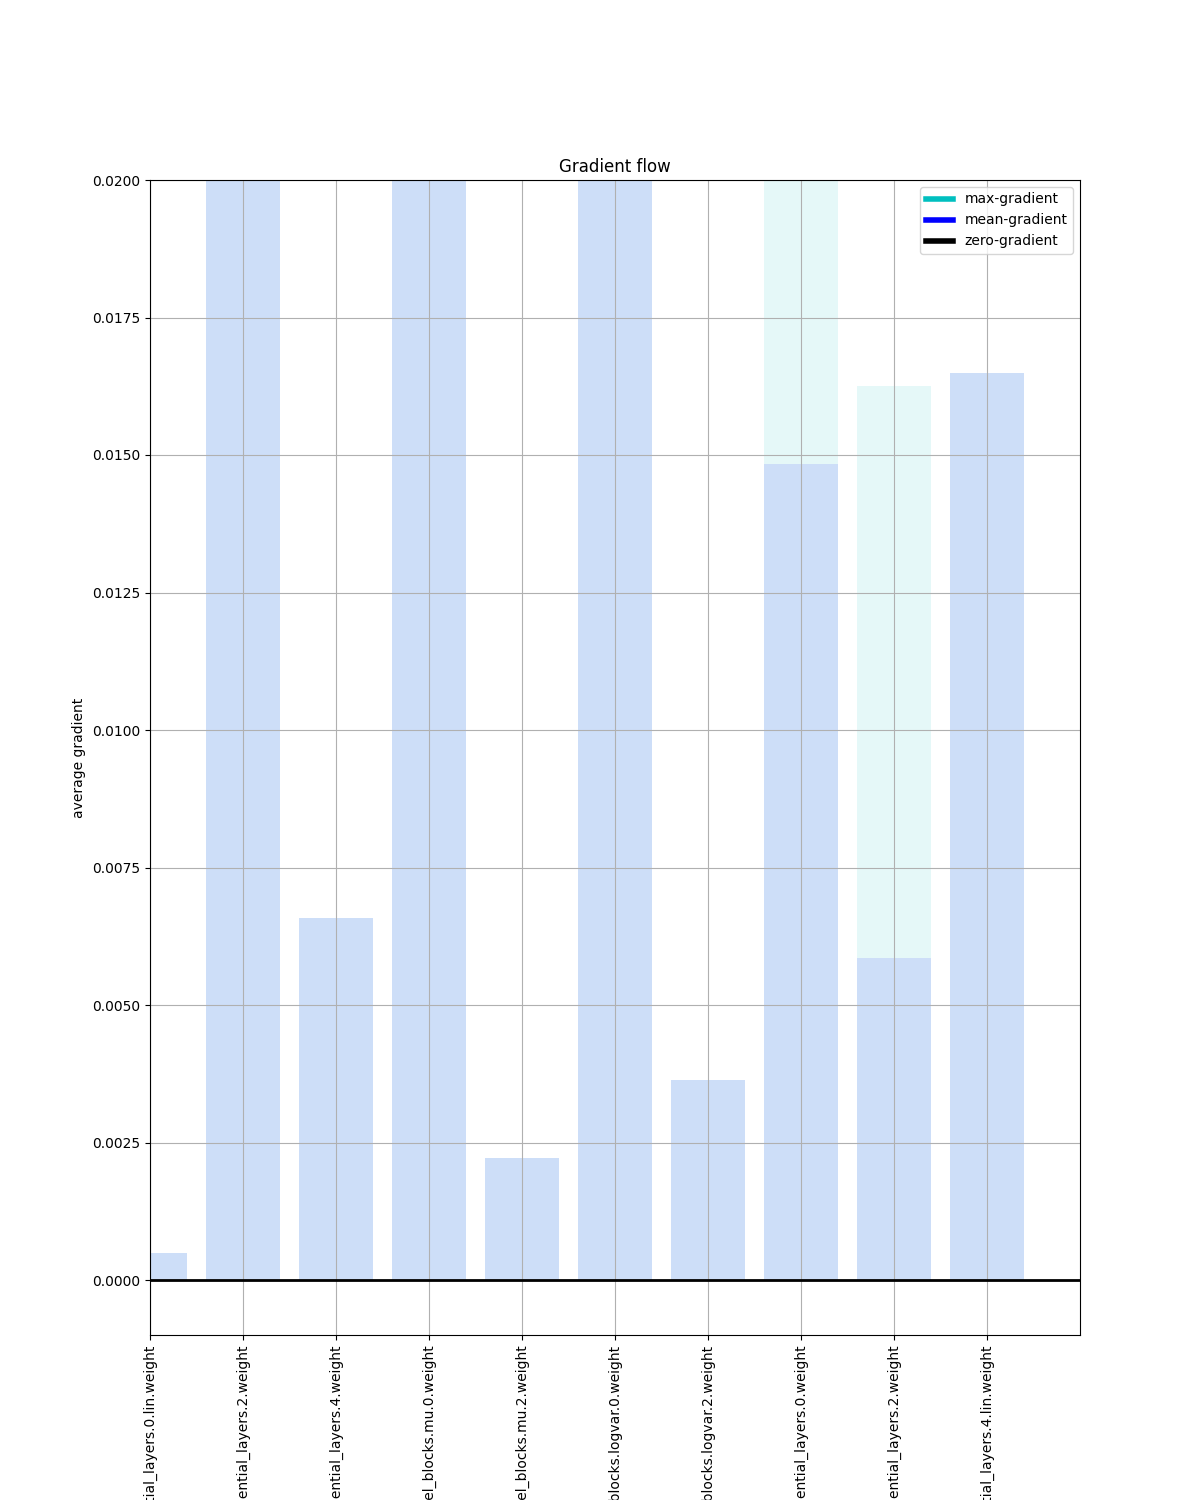 Gradient flow
max-gradient
mean-gradient
zero-gradient
0.0200
0.0175
0.0150
0.0125
0.0100
0.0075
0.0050
0.0025
0.0000
average gradient
tial_layers.0.lin.weight
ential_layers.2.weight
ential_layers.4.weight
el_blocks.mu.0.weight
el_blocks.mu.2.weight
blocks.logvar.0.weight
blocks.logvar.2.weight
ential_layers.0.weight
ential_layers.2.weight
tial_layers.4.lin.weight